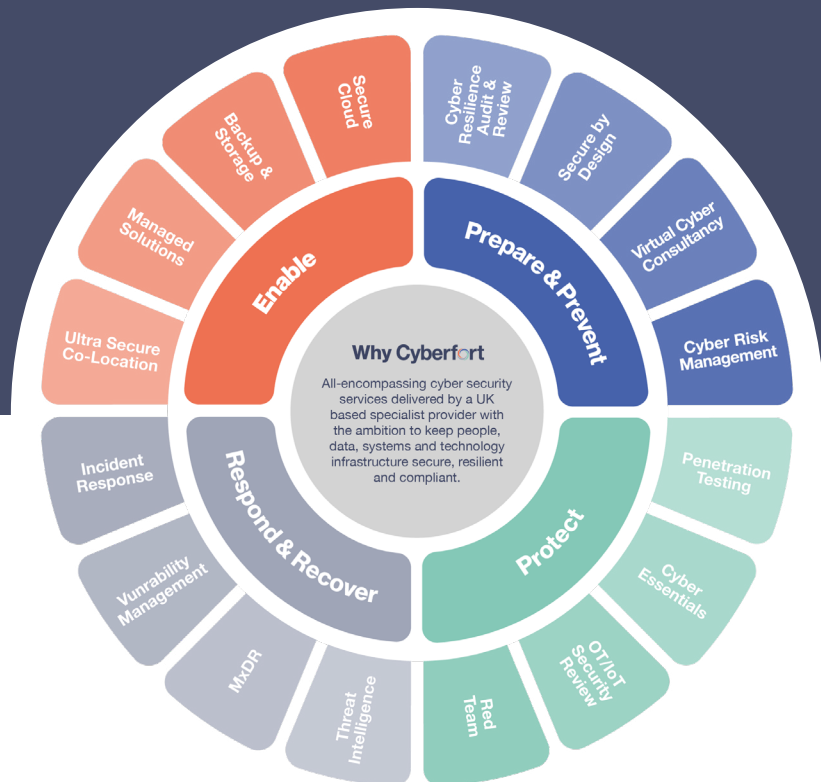 Secure
Cloud
Cyber
Resilience
Audit &
Review
Backup &
Storage
Secure by
Design
Managed
Solutions
Virtual Cyber
Consultancy
Ultra Secure
Co-Location
Cyber Risk
Management
Enable
Prepare & Prevent
Why Cyberfort
All-encompassing cyber security
services delivered by a UK
based specialist provider with
the ambition to keep people,
data, systems and technology
infrastructure secure, resilient
and compliant.
Respond & Recover
Protect
Incident
Response
Penetration
Testing
Vunrability
Management
Cyber
Essentials
MxDR
OT/IoT
Security
Review
Threat
Intelligence
Red
Team